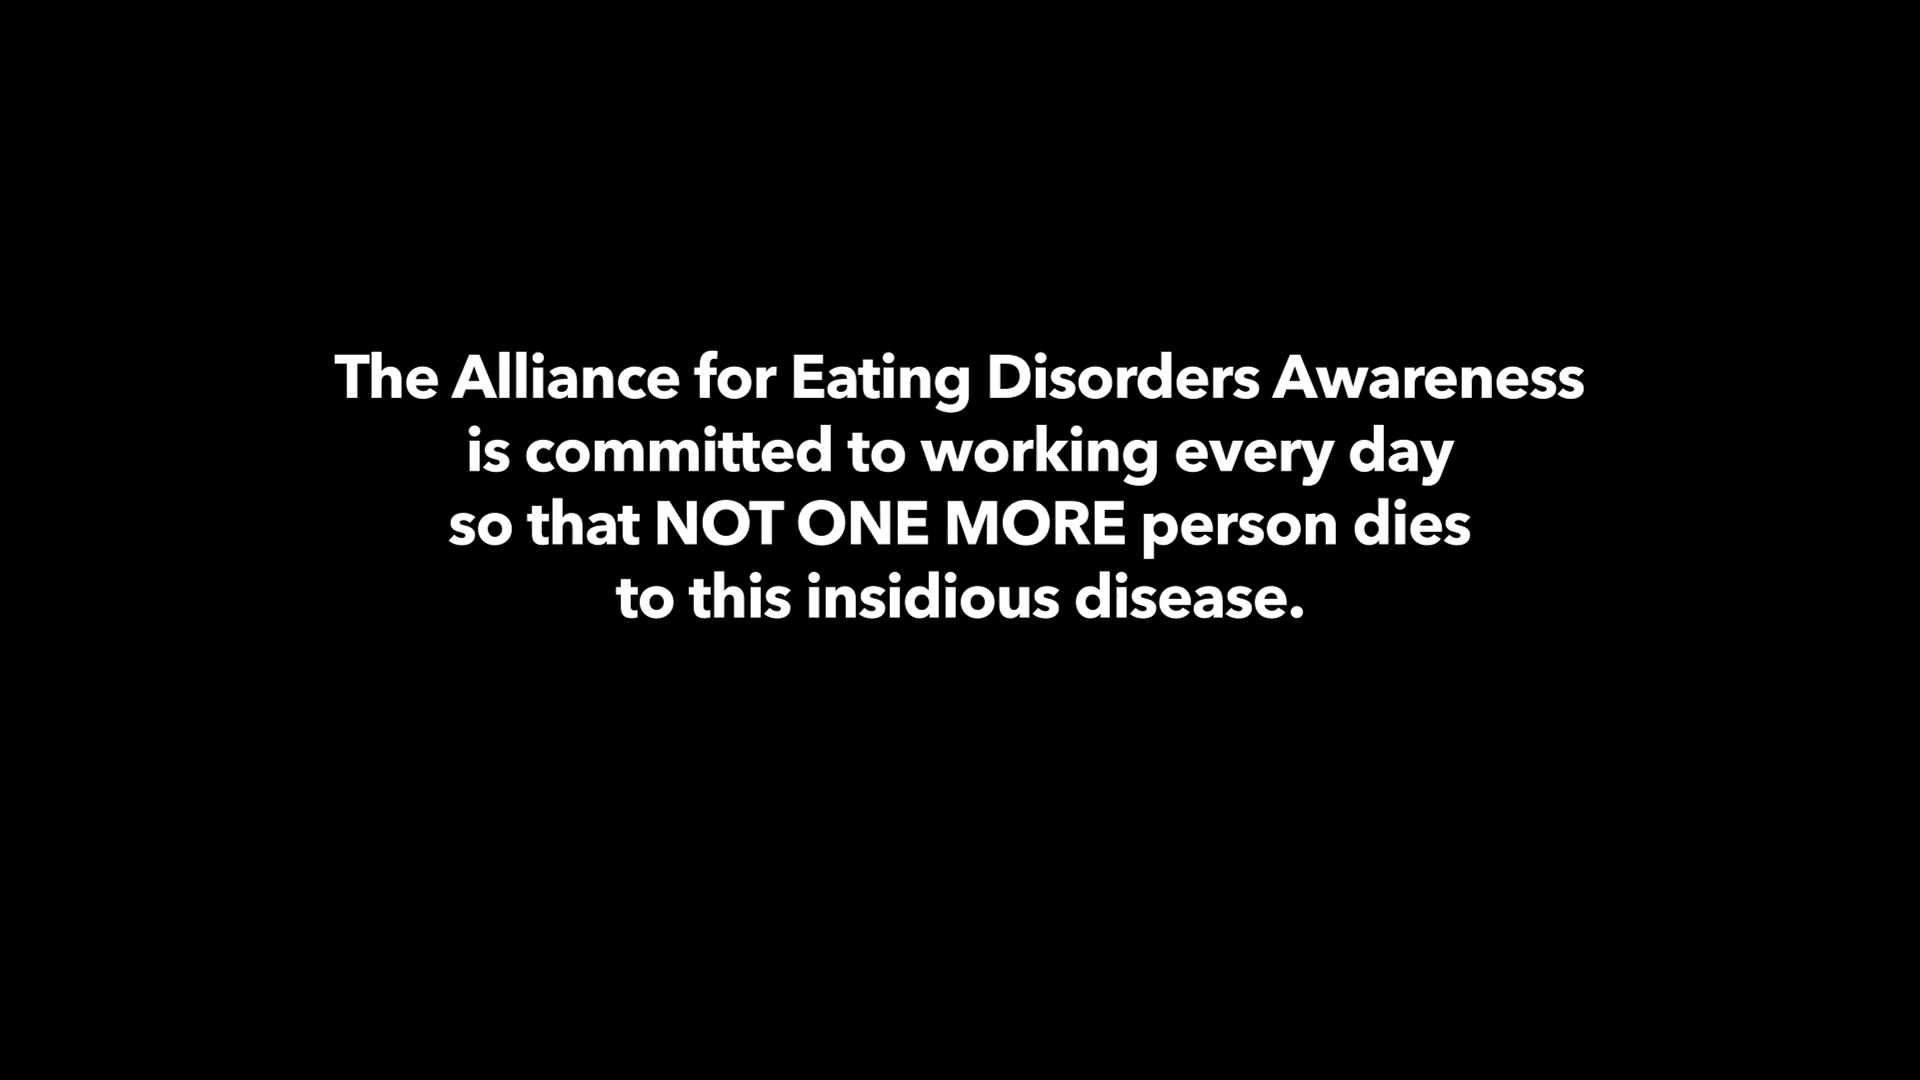 The Alliance for Eating Disorders Awareness
is committed to working every day
so that NOT ONE MORE person dies
to this insidious disease.